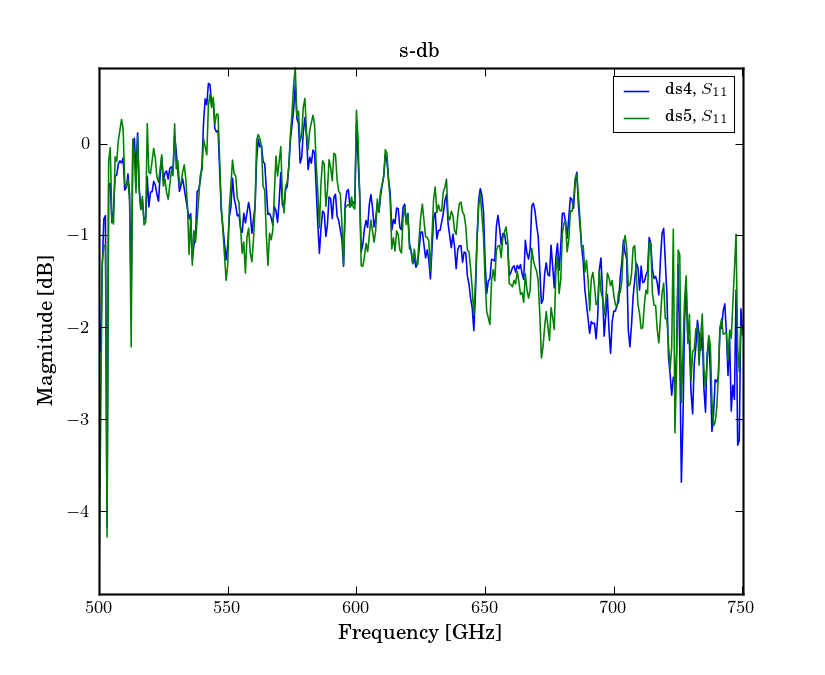 s-db
ds4, S₁₁
ds5, S₁₁
0
−1
−2
−3
−4
Magnitude [dB]
500 550 600 650 700 750
Frequency [GHz]